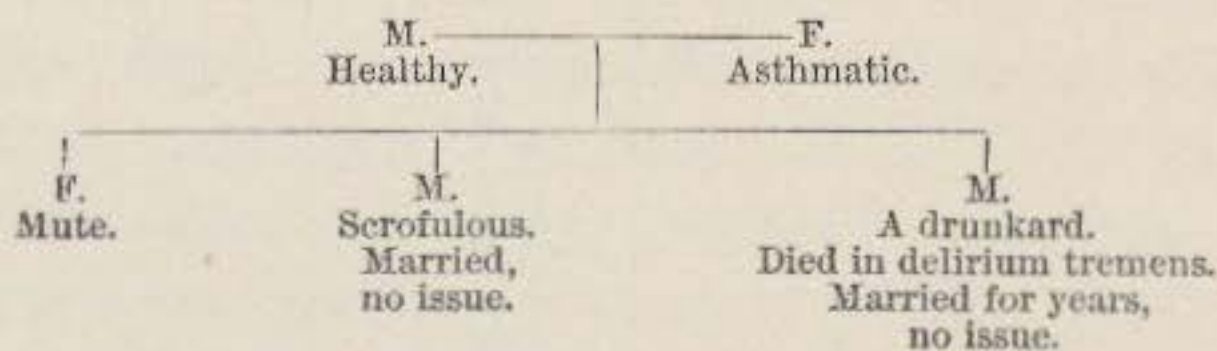 M. F.
Healthy. Asthmatic.
F. M. M.
Mute. Scrofulous. A drunkard.
Married, Died in delirium tremens.
no issue. Married for years,
no issue.